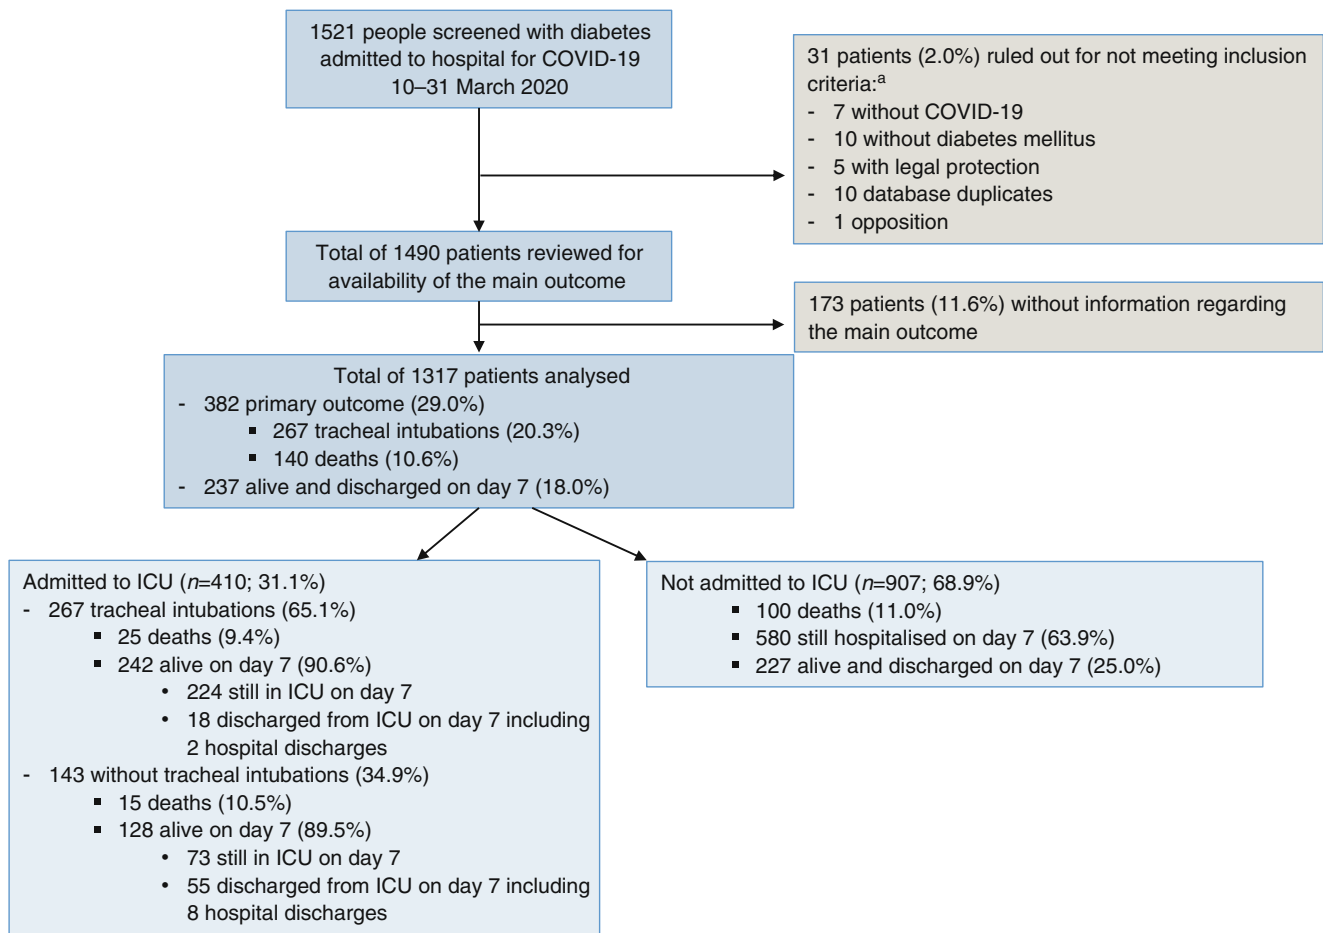 1521 people screened with diabetes
admitted to hospital for COVID-19
10–31 March 2020
31 patients (2.0%) ruled out for not meeting inclusion
criteria:a
- 7 without COVID-19
- 10 without diabetes mellitus
- 5 with legal protection
- 10 database duplicates
- 1 opposition
Total of 1490 patients reviewed for
availability of the main outcome
173 patients (11.6%) without information regarding
the main outcome
Total of 1317 patients analysed
- 382 primary outcome (29.0%)
▪ 267 tracheal intubations (20.3%)
▪ 140 deaths (10.6%)
- 237 alive and discharged on day 7 (18.0%)
Admitted to ICU (n=410; 31.1%)
- 267 tracheal intubations (65.1%)
▪ 25 deaths (9.4%)
▪ 242 alive on day 7 (90.6%)
• 224 still in ICU on day 7
• 18 discharged from ICU on day 7 including
2 hospital discharges
- 143 without tracheal intubations (34.9%)
▪ 15 deaths (10.5%)
▪ 128 alive on day 7 (89.5%)
• 73 still in ICU on day 7
• 55 discharged from ICU on day 7 including
8 hospital discharges
Not admitted to ICU (n=907; 68.9%)
▪ 100 deaths (11.0%)
▪ 580 still hospitalised on day 7 (63.9%)
▪ 227 alive and discharged on day 7 (25.0%)